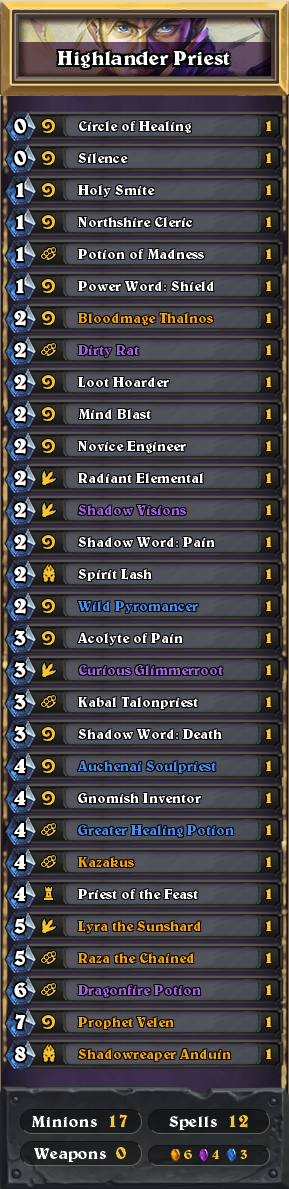 Highlander Priest
0 Circle of Healing 1
0 Silence 1
1 Holy Smite 1
1 Northshire Cleric 1
1 Potion of Madness 1
1 Power Word: Shield 1
2 Bloodmage Thalnos 1
2 Dirty Rat 1
2 Loot Hoarder 1
2 Mind Blast 1
2 Novice Engineer 1
2 Radiant Elemental 1
2 Shadow Visions 1
2 Shadow Word: Pain 1
2 Spirit Lash 1
2 Wild Pyromancer 1
3 Acolyte of Pain 1
3 Curious Glimmerroot 1
3 Kabal Talonpriest 1
3 Shadow Word: Death 1
4 Auchenai Soulpriest 1
4 Gnomish Inventor 1
4 Greater Healing Potion 1
4 Kazakus 1
4 Priest of the Feast 1
5 Lyra the Sunshard 1
5 Raza the Chained 1
6 Dragonfire Potion 1
7 Prophet Velen 1
8 Shadowreaper Anduin 1
Minions 17 Spells 12
Weapons 0 6 4 3